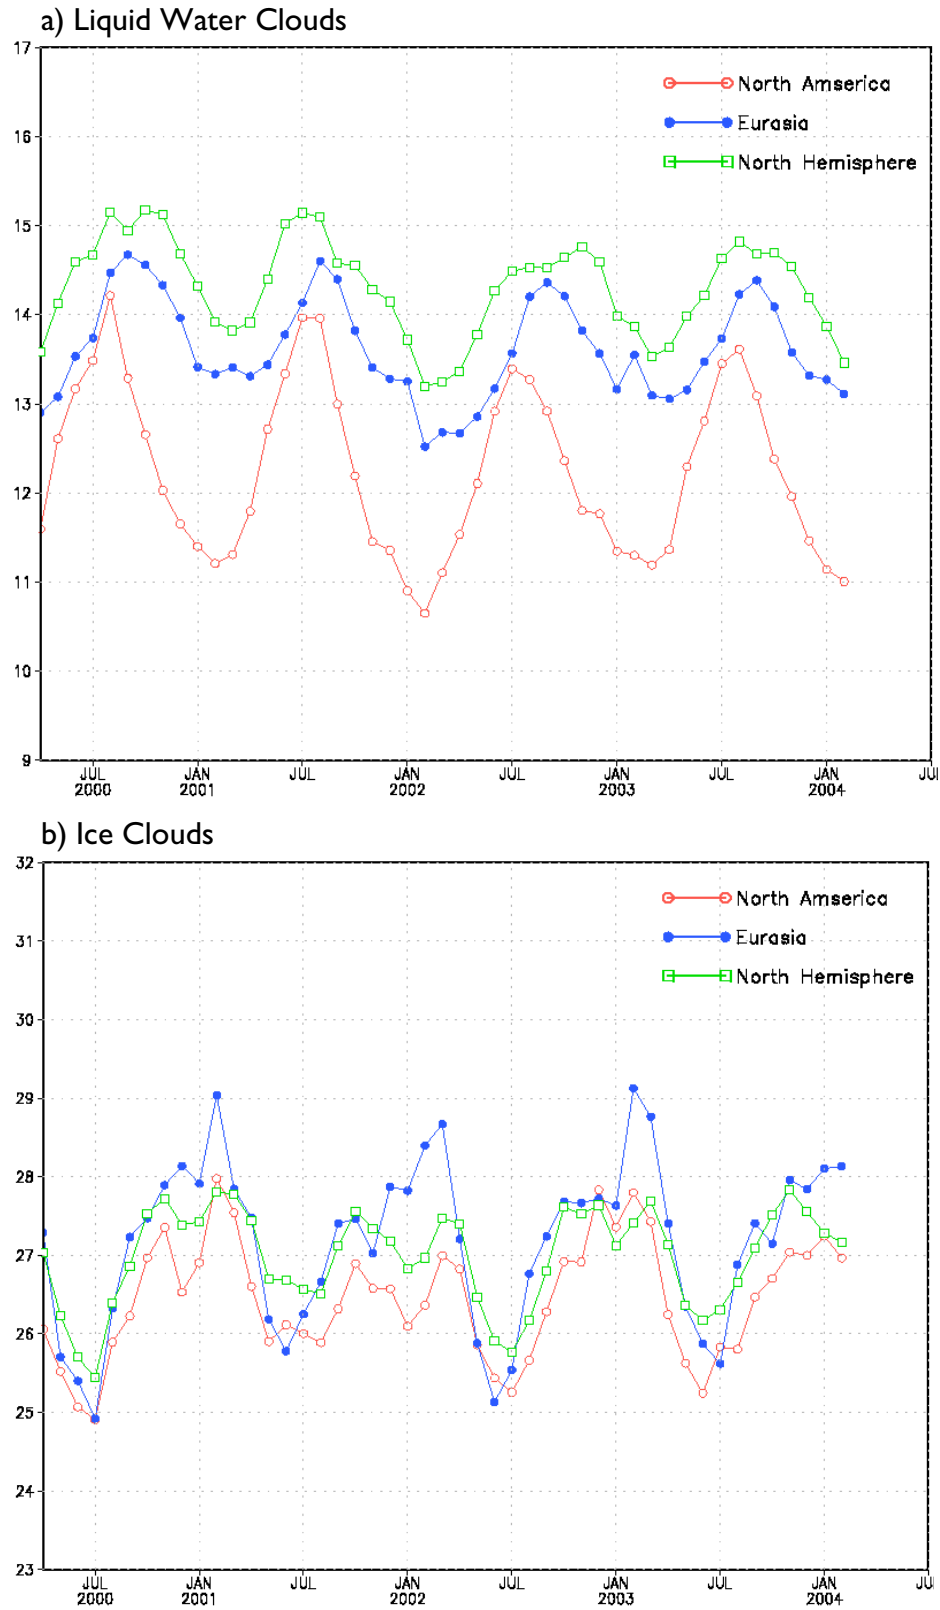 a) Liquid Water Clouds
17
16
15
14
13
12
11
10
9
North Amserica
Eurasia
North Hemisphere
JUL
2000
JAN
2001
JUL
JAN
2002
JUL
JAN
2003
JUL
JAN
2004
JUL
b) Ice Clouds
32
31
30
29
28
27
26
25
24
23
North Amserica
Eurasia
North Hemisphere
JUL
2000
JAN
2001
JUL
JAN
2002
JUL
JAN
2003
JUL
JAN
2004
JU